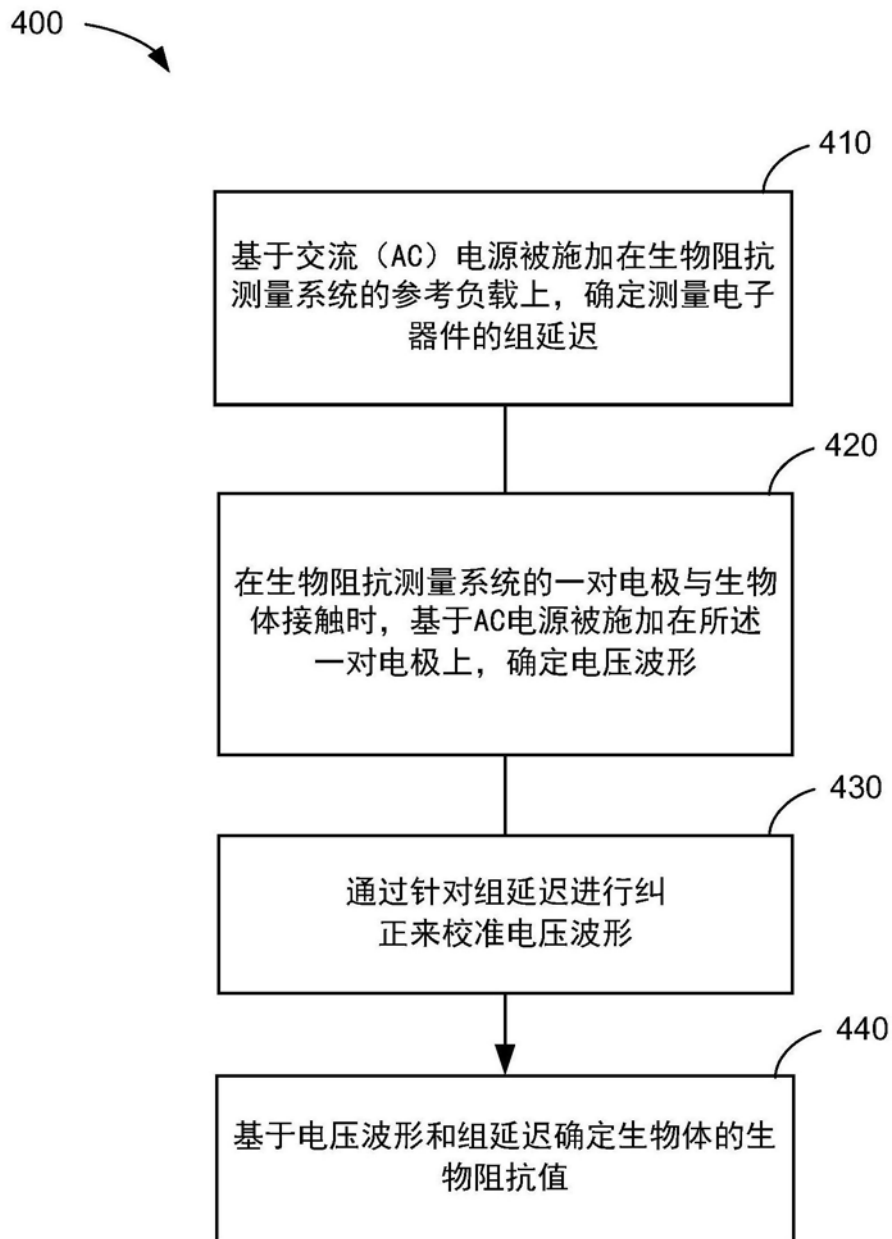 400
410
基于交流（AC）电源被施加在生物阻抗
测量系统的参考负载上，确定测量电子
器件的组延迟
420
在生物阻抗测量系统的一对电极与生物
体接触时，基于AC电源被施加在所述
一对电极上，确定电压波形
430
通过针对组延迟进行纠
正来校准电压波形
440
基于电压波形和组延迟确定生物体的生
物阻抗值